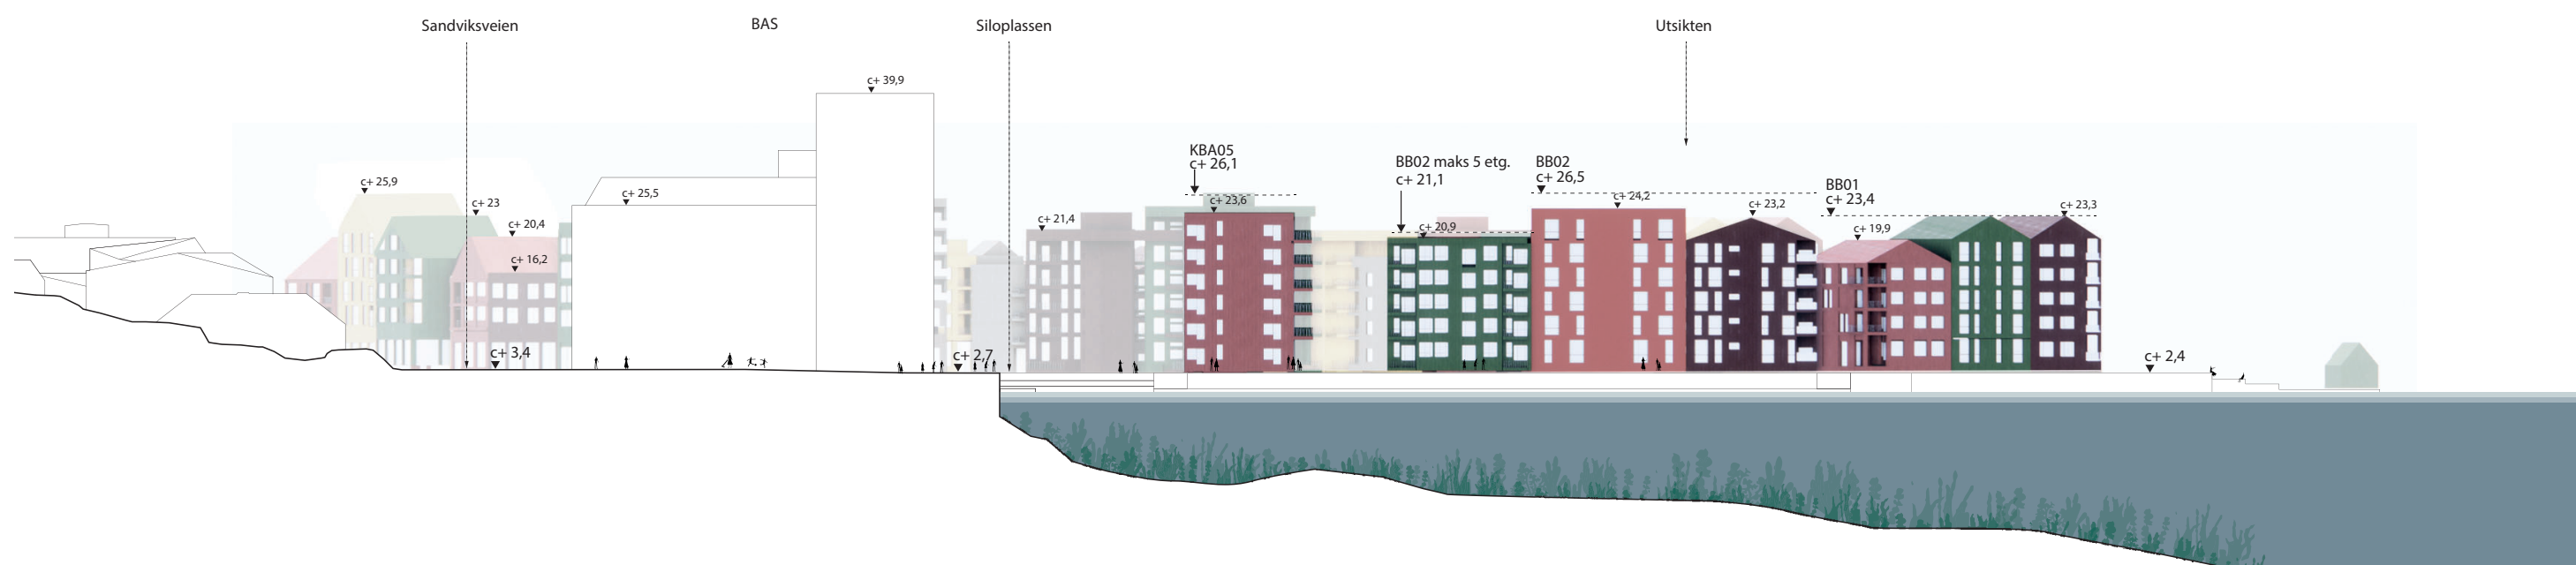 Sandviksveien
BAS
Siloplassen
Utsikten
c+ 39,9
KBA05
c+ 26,1
BB02 maks 5 etg.
c+ 21,1
BB02
c+ 26,5
BB01
c+ 23,4
c+ 25,9
c+ 23
c+ 20,4
c+ 16,2
c+ 25,5
c+ 21,4
c+ 23,6
c+ 20,9
c+ 24,2
c+ 23,2
c+ 19,9
c+ 23,3
c+ 3,4
c+ 2,7
c+ 2,4